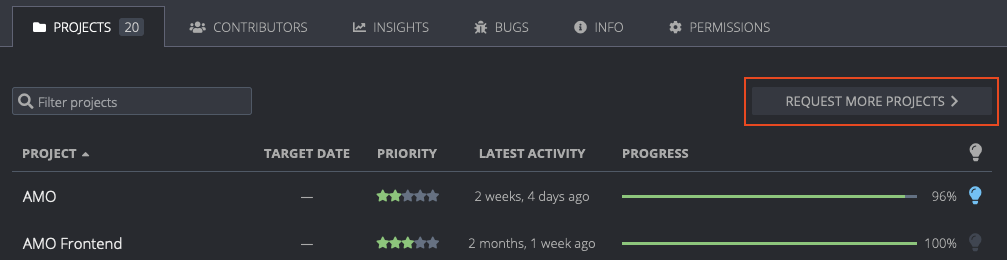 PROJECTS 20 CONTRIBUTORS INSIGHTS BUGS INFO PERMISSIONS
Filter projects
REQUEST MORE PROJECTS
PROJECT TARGET DATE PRIORITY LATEST ACTIVITY PROGRESS
AMO — 2 weeks, 4 days ago 96%
AMO Frontend — 2 months, 1 week ago 100%